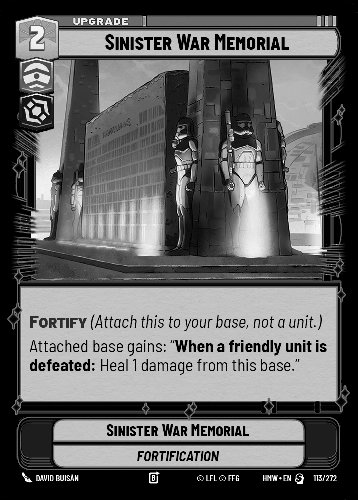 UPGRADE
2
SINISTER WAR MEMORIAL
FORTIFY (Attach this to your base, not a unit.)
Attached base gains: “When a friendly unit is
defeated: Heal 1 damage from this base.”
SINISTER WAR MEMORIAL
FORTIFICATION
DAVID BUISÁN
© LFL © FFG
HMW • EN
113/272